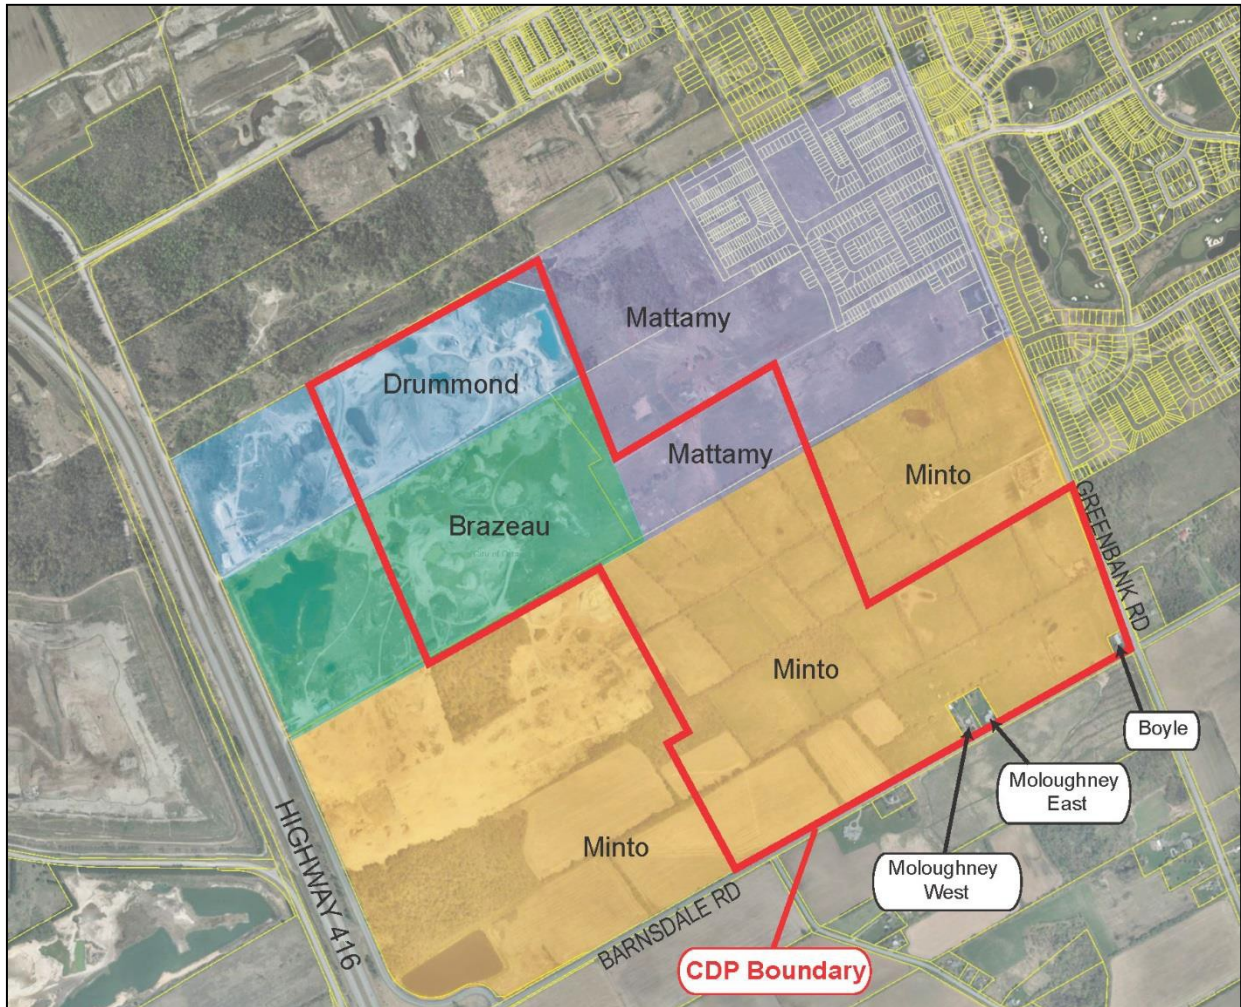 Mattamy
Drummond
Mattamy
Minto
Brazeau
GREENBANK RD
Minto
Boyle
Moloughney
East
Moloughney
West
Minto
HIGHWAY 416
BARNSDALE RD
CDP Boundary